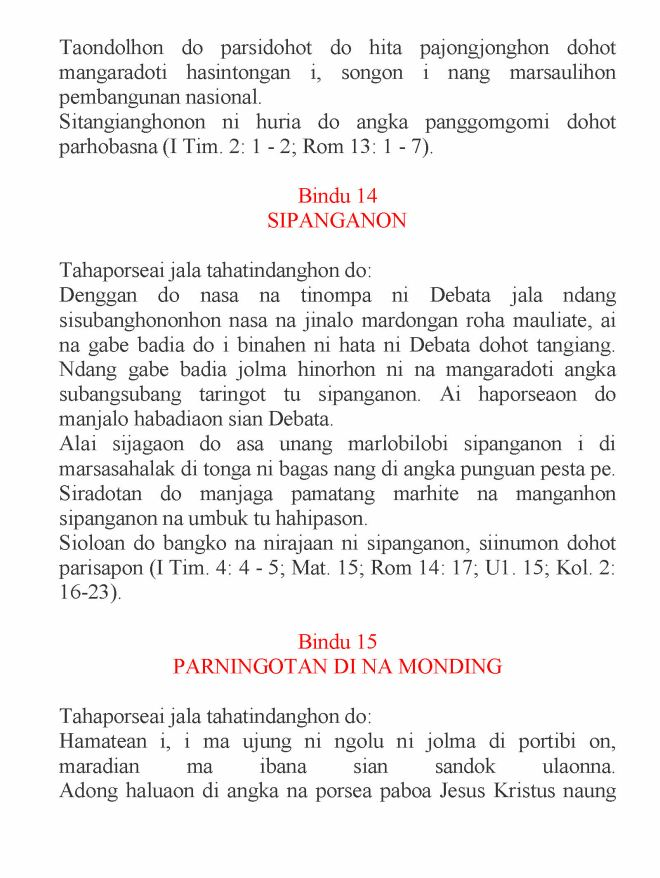 Taondolhon do parsidohot do hita pajongjonghon dohot
mangaradoti hasintongan i, songon i nang marsaulihon
pembangunan nasional.
Sitangianghonon ni huria do angka panggomgomi dohot
parhobasna (I Tim. 2: 1 - 2; Rom 13: 1 - 7).
Bindu 14
SIPANGANON
Tahaporseai jala tahatindanghon do:
Denggan do nasa na tinompa ni Debata jala ndang
sisubanghononhon nasa na jinalo mardongan roha mauliate, ai
na gabe badia do i binahen ni hata ni Debata dohot tangiang.
Ndang gabe badia jolma hinorhon ni na mangaradoti angka
subangsubang taringot tu sipanganon. Ai haporseaon do
manjalo habadiaon sian Debata.
Alai sijagaon do asa unang marlobilobi sipanganon i di
marsasahalak di tonga ni bagas nang di angka punguan pesta pe.
Siradotan do manjaga pamatang marhite na manganhon
sipanganon na umbuk tu hahipason.
Sioloan do bangko na nirajaan ni sipanganon, siinumon dohot
parisapon (I Tim. 4: 4 - 5; Mat. 15; Rom 14: 17; U1. 15; Kol. 2:
16-23).
Bindu 15
PARNINGOTAN DI NA MONDING
Tahaporseai jala tahatindanghon do:
Hamatean i, i ma ujung ni ngolu ni jolma di portibi on,
maradian ma ibana sian sandok ulaonna.
Adong haluaon di angka na porsea paboa Jesus Kristus naung